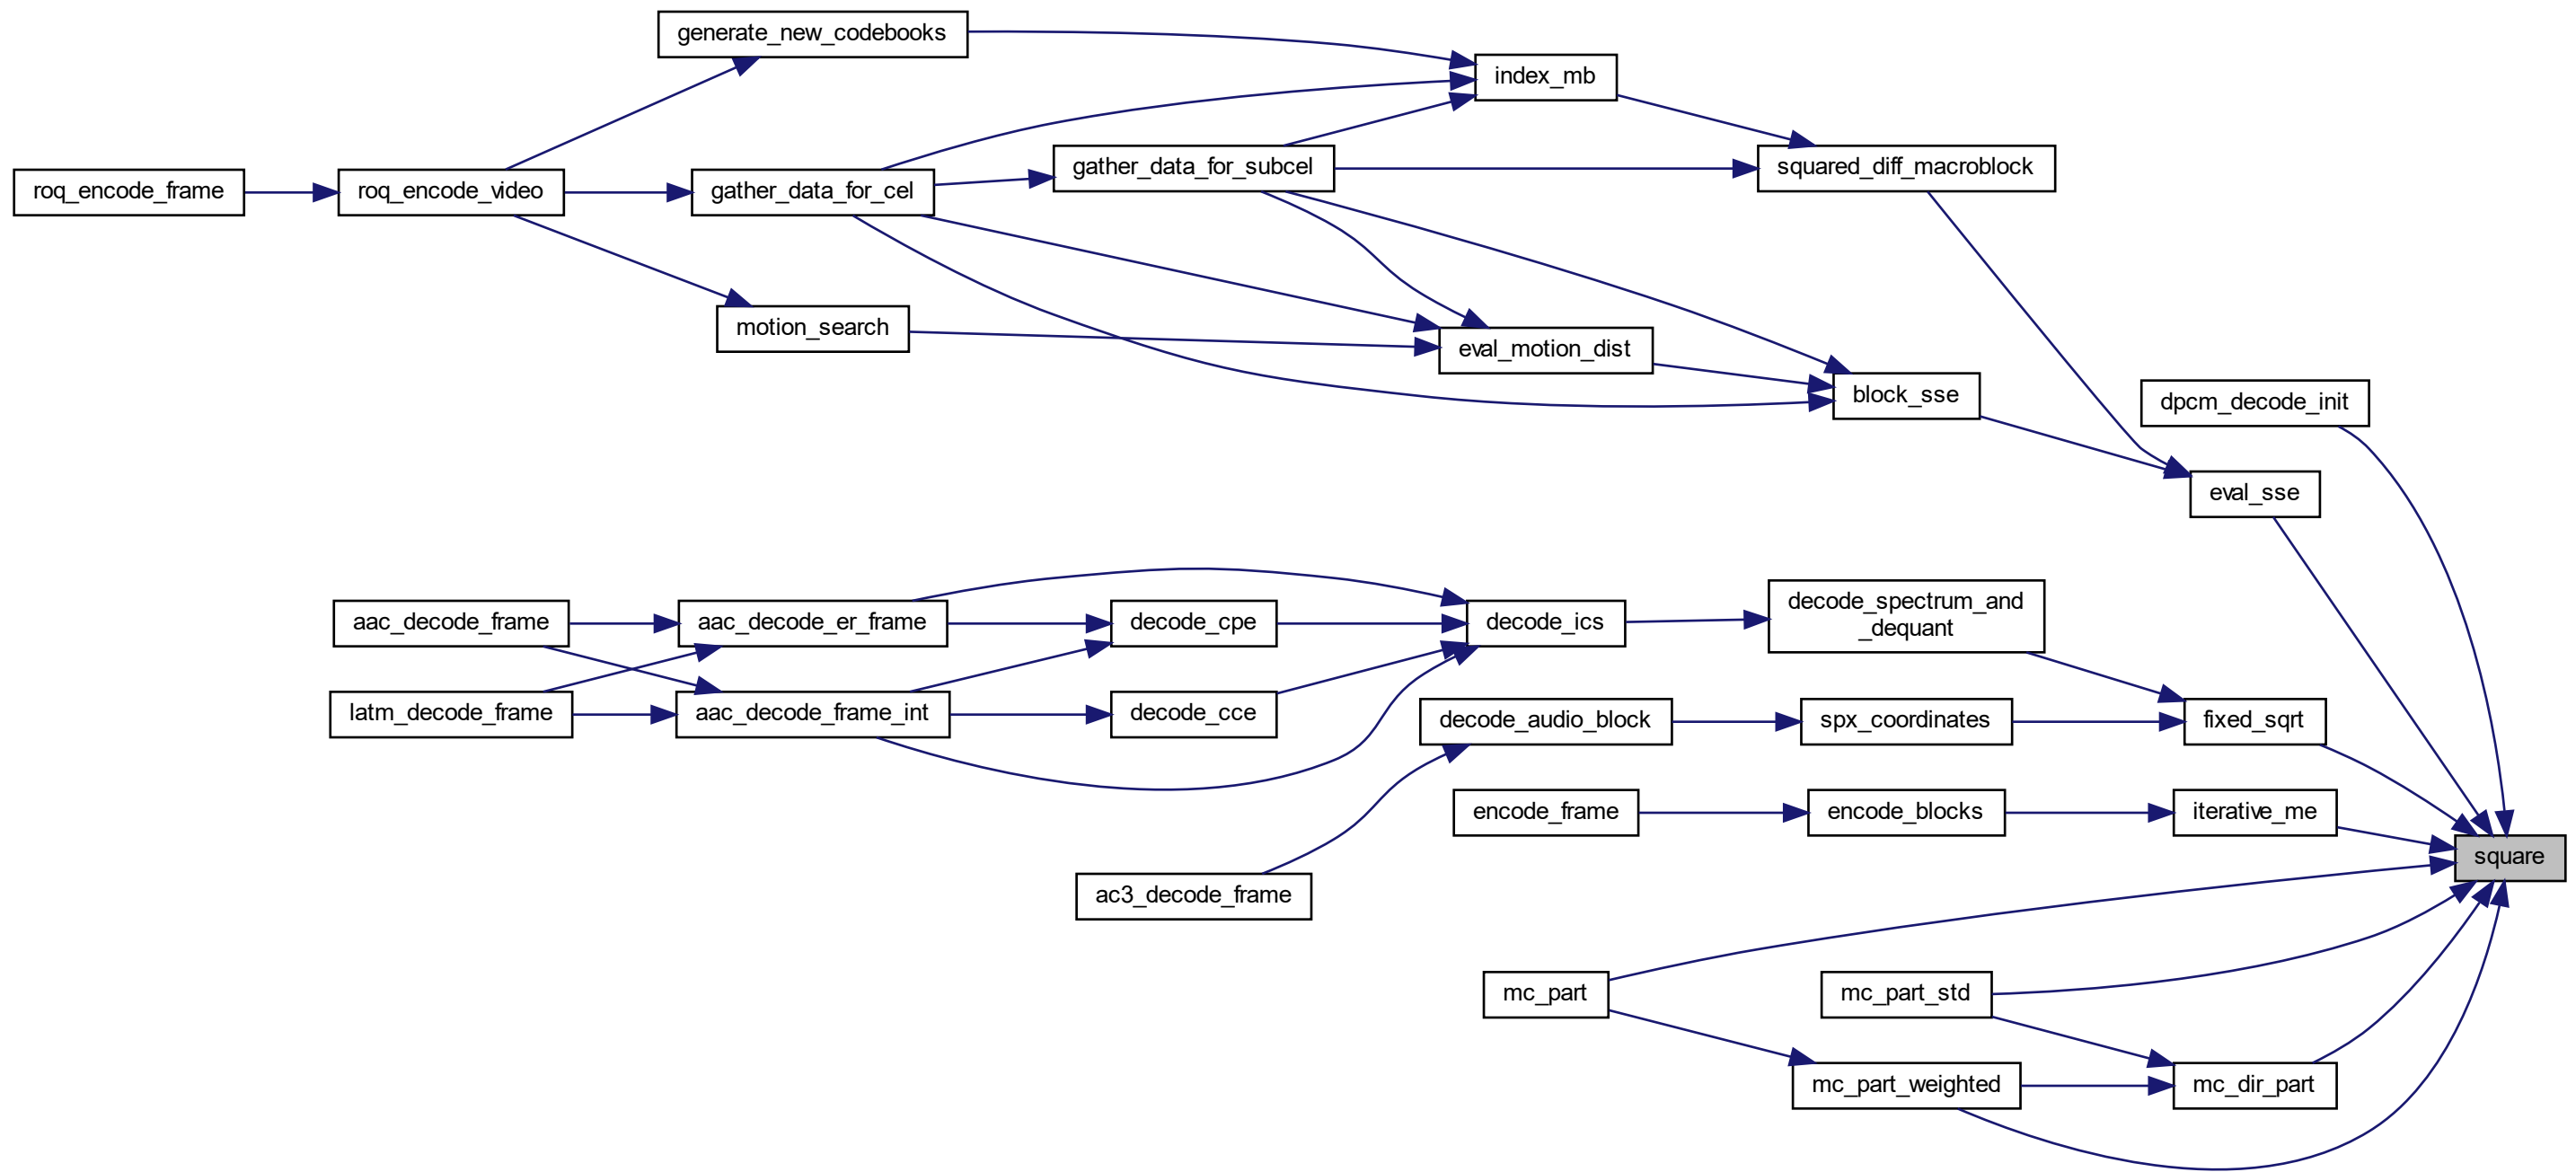 generate_new_codebooks
index_mb
squared_diff_macroblock
gather_data_for_subcel
roq_encode_frame
roq_encode_video
gather_data_for_cel
motion_search
eval_motion_dist
block_sse
dpcm_decode_init
eval_sse
decode_spectrum_and
_dequant
aac_decode_frame
aac_decode_er_frame
decode_cpe
decode_ics
latm_decode_frame
aac_decode_frame_int
decode_cce
decode_audio_block
spx_coordinates
fixed_sqrt
encode_frame
encode_blocks
iterative_me
square
ac3_decode_frame
mc_part
mc_part_std
mc_part_weighted
mc_dir_part